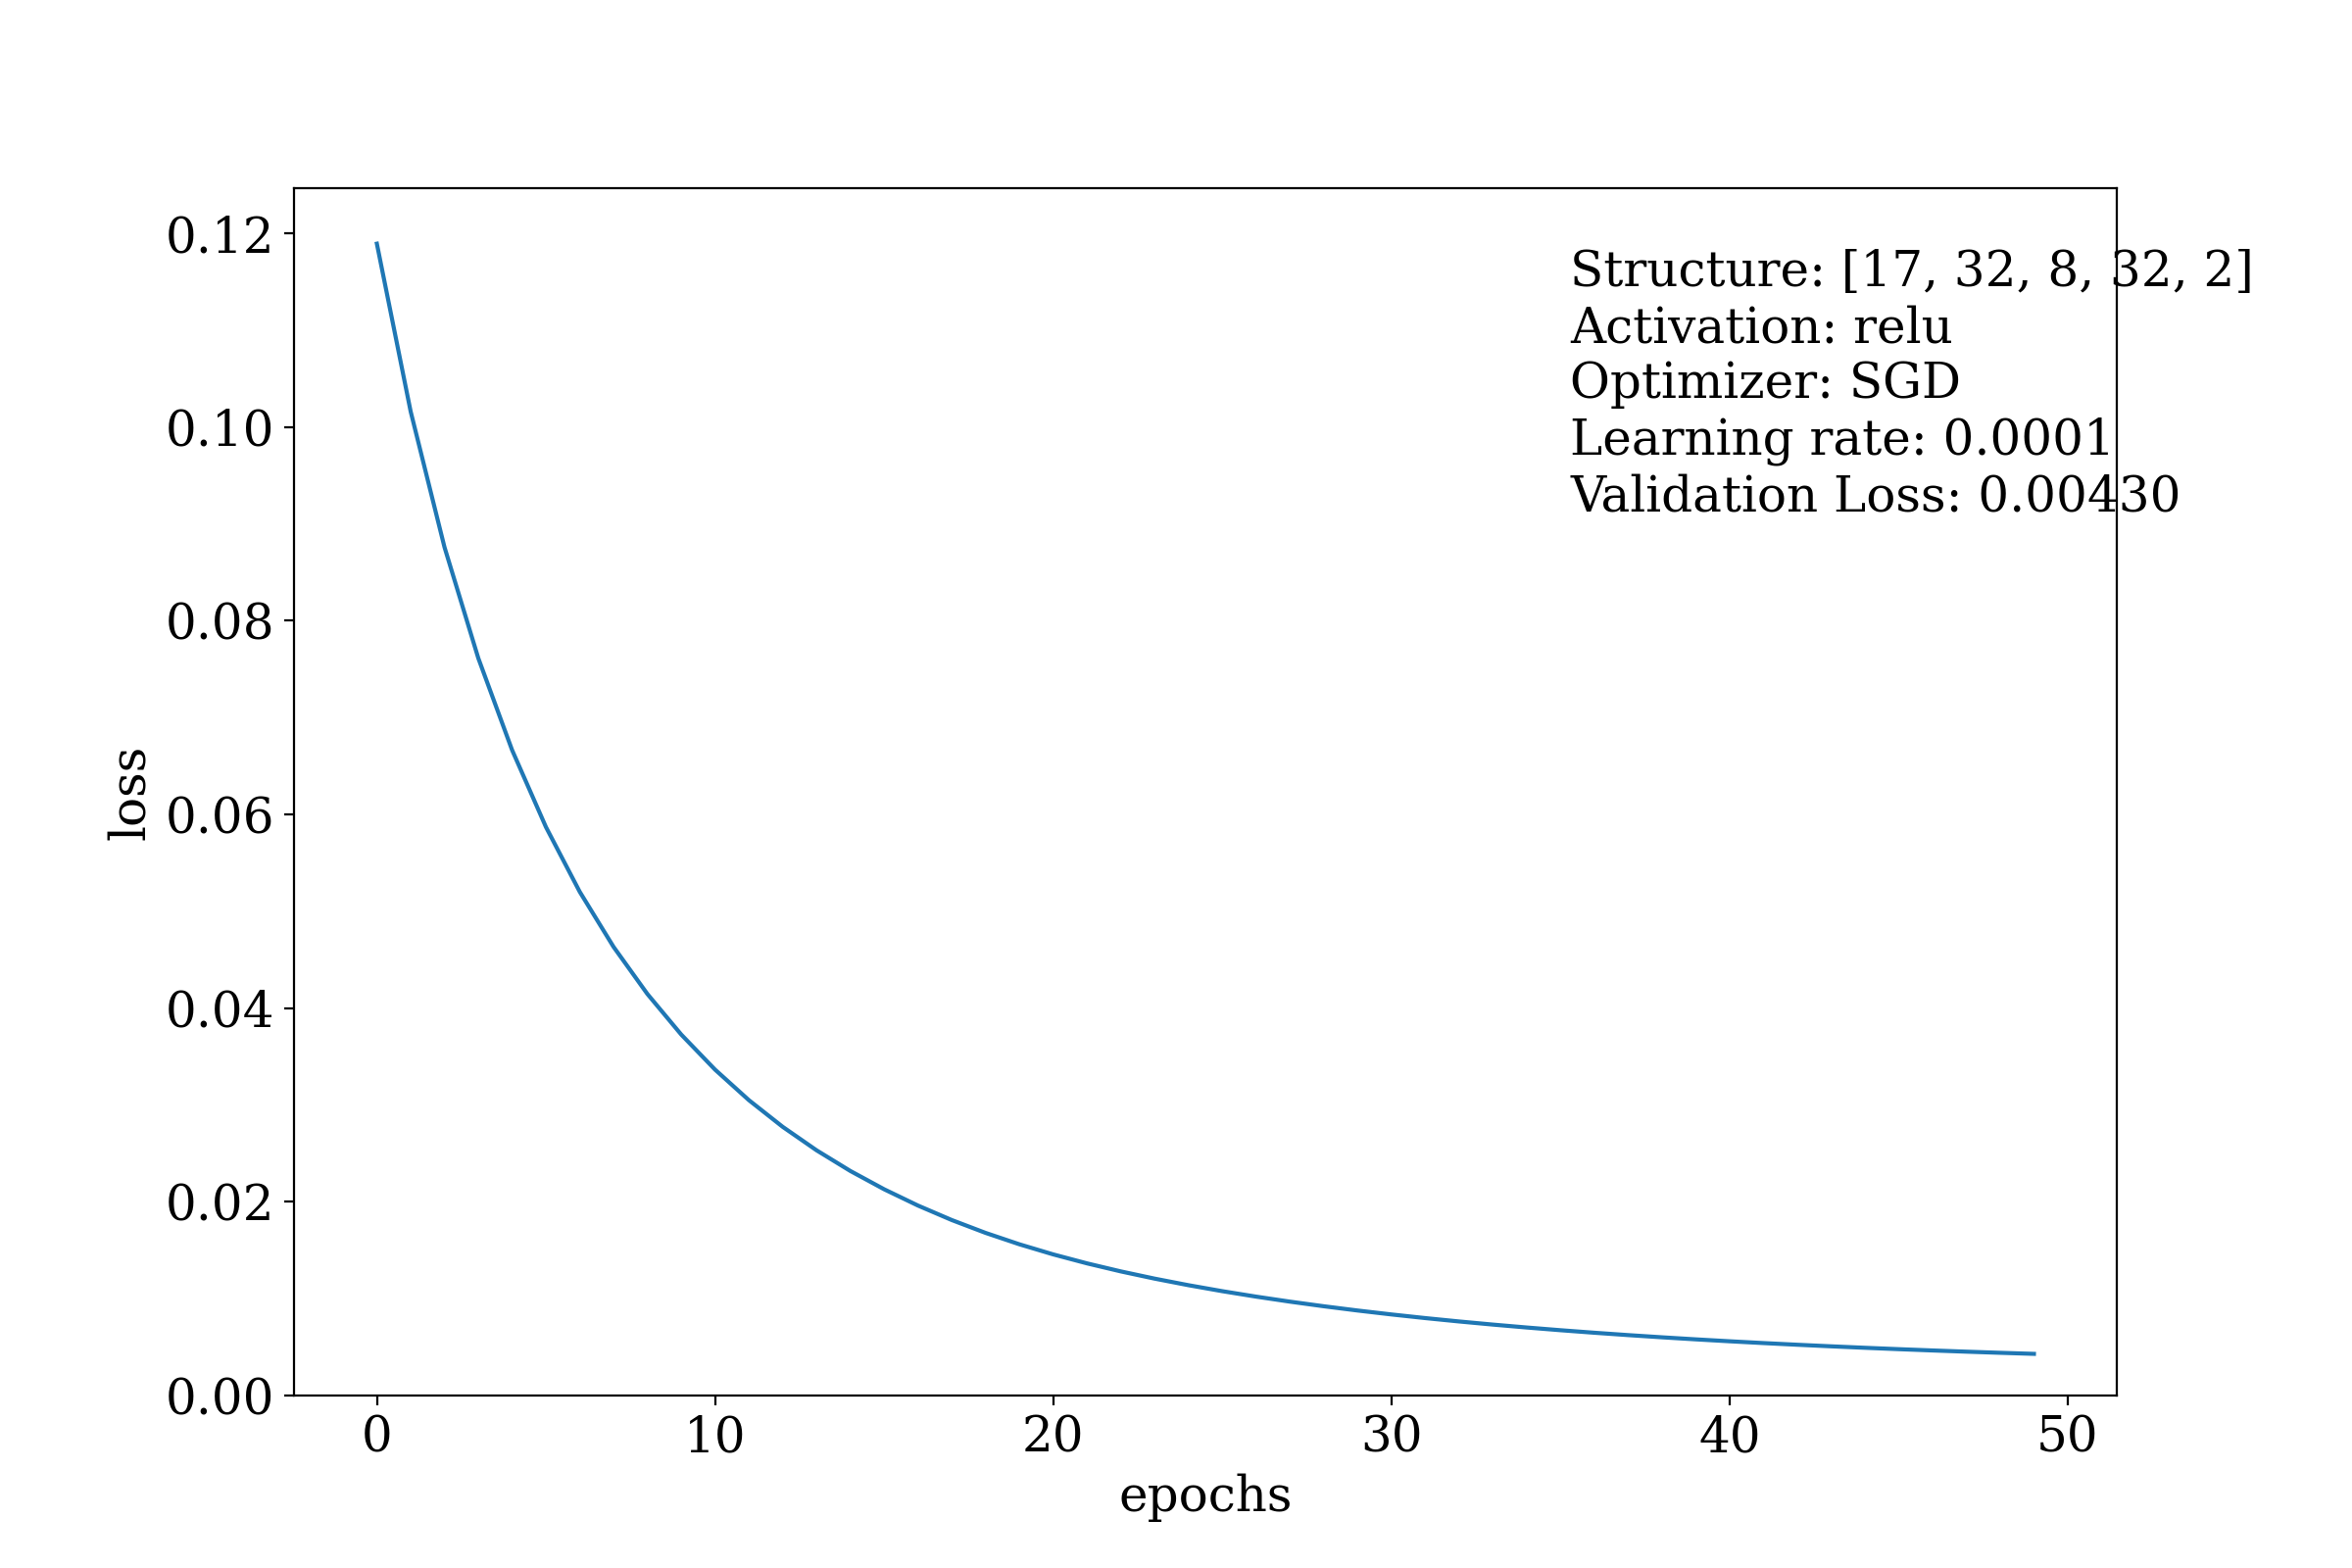 Structure: [17, 32, 8, 32, 2]
Activation: relu
Optimizer: SGD
Learning rate: 0.0001
Validation Loss: 0.00430
0.12
0.10
0.08
0.06
0.04
0.02
0.00
loss
0 10 20 30 40 50
epochs